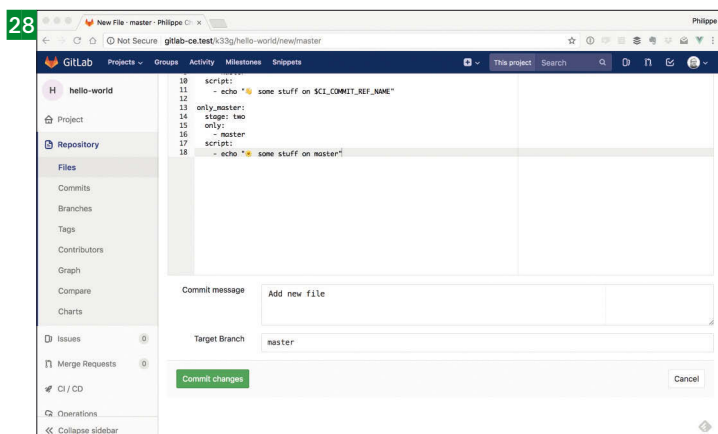 28
New File · master · Philippe Ch
Philippe
Not Secure gitlab-ce.test/k33g/hello-world/new/master
GitLab Projects Groups Activity Milestones Snippets This project Search
H hello-world
Project
Repository
Files
Commits
Branches
Tags
Contributors
Graph
Compare
Charts
Issues 0
Merge Requests 0
CI / CD
Operations
Collapse sidebar
10 script:
11 - echo "👋 some stuff on $CI_COMMIT_REF_NAME"
12
13 only_master:
14 stage: two
15 only:
16 - master
17 script:
18 - echo " some stuff on master"
Commit message
Add new file
Target Branch
master
Commit changes
Cancel